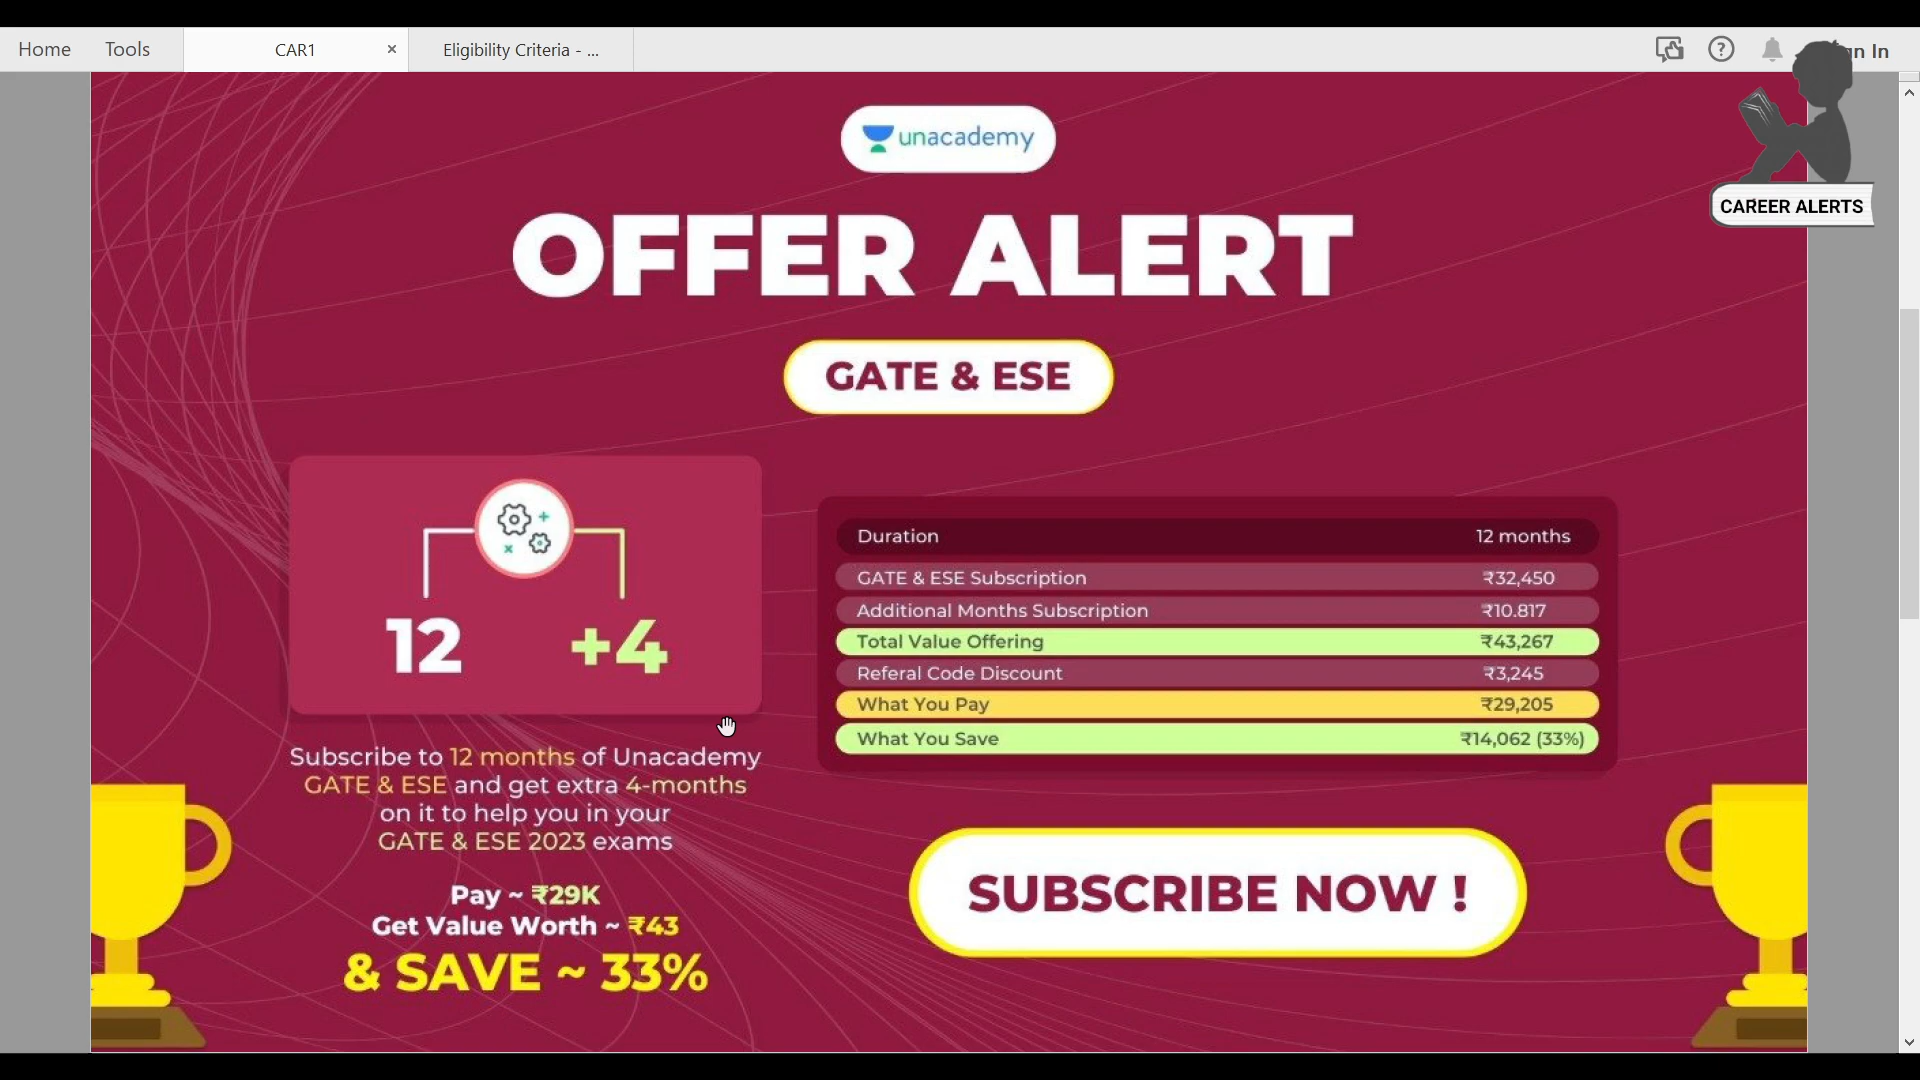 Home Tools CAR1 × Eligibility Criteria - ... ? n In
CAREER ALERTS
unacademy
OFFER ALERT
GATE & ESE
12 +4
Subscribe to 12 months of Unacademy
GATE & ESE and get extra 4-months
on it to help you in your
GATE & ESE 2023 exams
Pay ~ ₹29K
Get Value Worth ~ ₹43
& SAVE ~ 33%
Duration 12 months
GATE & ESE Subscription ₹32,450
Additional Months Subscription ₹10.817
Total Value Offering ₹43,267
Referal Code Discount ₹3,245
What You Pay ₹29,205
What You Save ₹14,062 (33%)
SUBSCRIBE NOW !